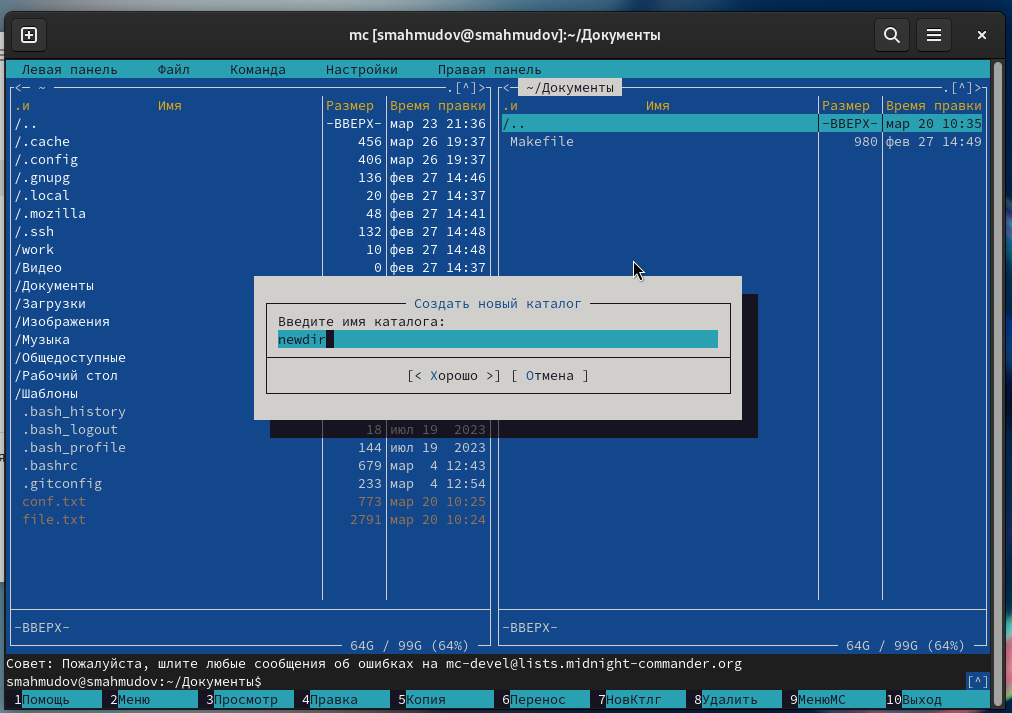 mc [smahmudov@smahmudov]:~/Документы
Левая панель Файл Команда Настройки Правая панель
<─ ~ .[^]> <─ ~/Документы .[^]>
.и Имя Размер Время правки .и Имя Размер Время правки
/.. -ВВЕРХ- мар 23 21:36 /.. -ВВЕРХ- мар 20 10:35
/.cache 456 мар 26 19:37 Makefile 980 фев 27 14:49
/.config 406 мар 26 19:37
/.gnupg 136 фев 27 14:46
/.local 20 фев 27 14:37
/.mozilla 48 фев 27 14:41
/.ssh 132 фев 27 14:48
/work 10 фев 27 14:48
/Видео 0 фев 27 14:37
/Документы
/Загрузки Создать новый каталог
/Изображения Введите имя каталога:
/Музыка newdir
/Общедоступные
/Рабочий стол [< Хорошо >] [ Отмена ]
/Шаблоны
.bash_history
.bash_logout 18 июл 19 2023
.bash_profile 144 июл 19 2023
.bashrc 679 мар 4 12:43
.gitconfig 233 мар 4 12:54
conf.txt 773 мар 20 10:25
file.txt 2791 мар 20 10:24
-ВВЕРХ- -ВВЕРХ-
64G / 99G (64%) 64G / 99G (64%)
Совет: Пожалуйста, шлите любые сообщения об ошибках на mc-devel@lists.midnight-commander.org
smahmudov@smahmudov:~/Документы$ [^]
1Помощь 2Меню 3Просмотр 4Правка 5Копия 6Перенос 7НовКтлг 8Удалить 9МенюМС 10Выход